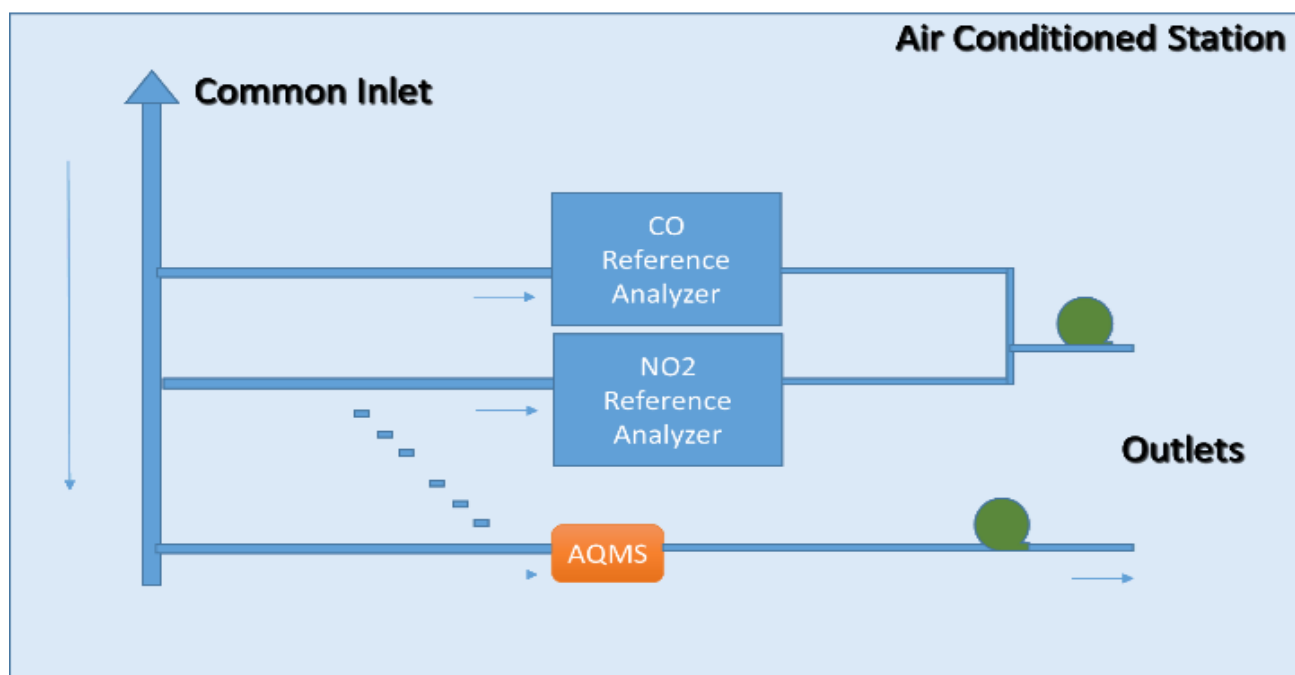 Air Conditioned Station
Common Inlet
CO
Reference
Analyzer
NO2
Reference
Analyzer
Outlets
AQMS